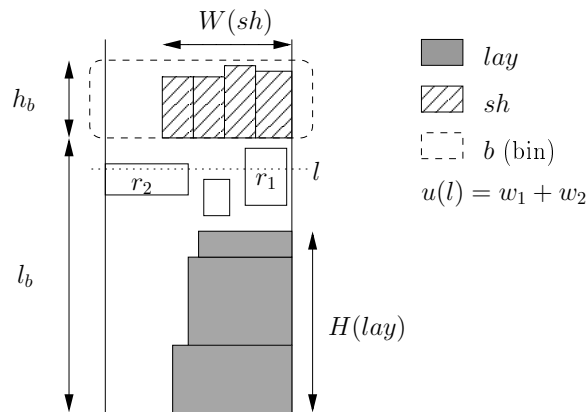 W(sh)
h_b
r_1
r_2
l
l_b
H(lay)
lay
sh
b (bin)
u(l) = w_1 + w_2